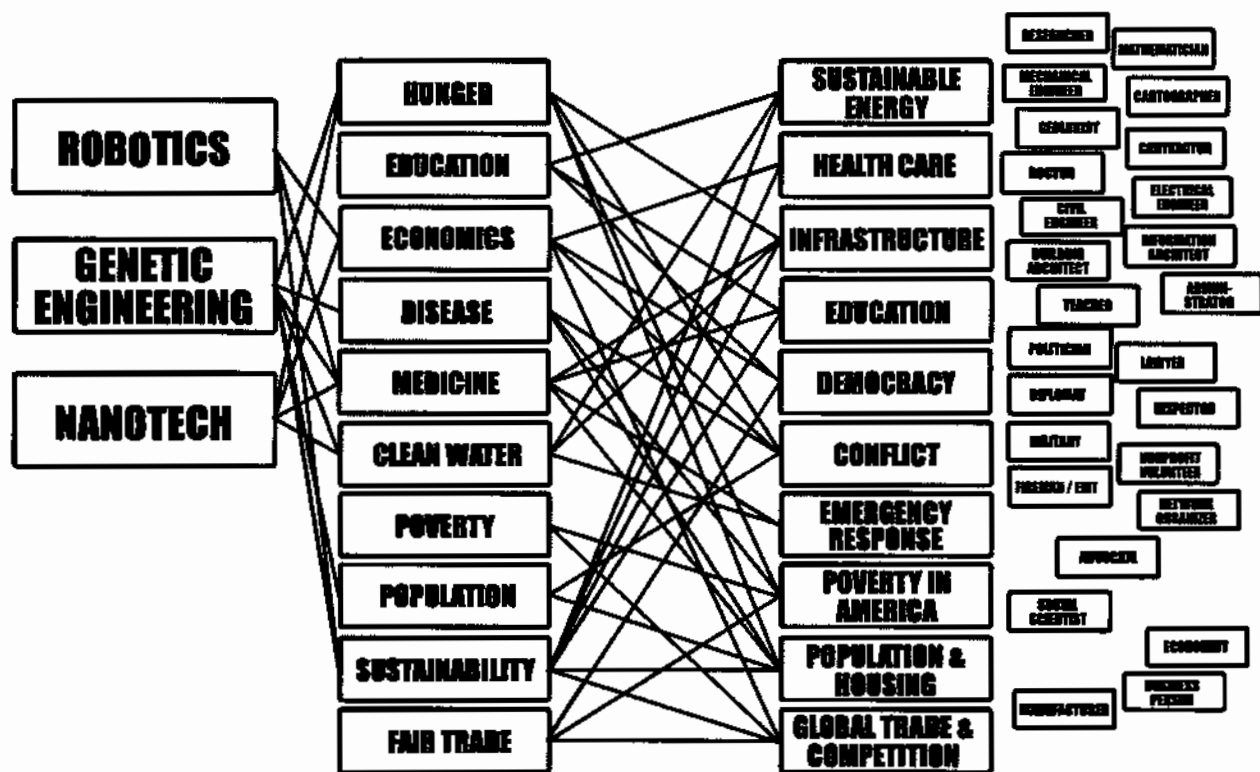 ROBOTICS
GENETIC
ENGINEERING
NANOTECH
HUNGER
EDUCATION
ECONOMICS
DISEASE
MEDICINE
CLEAN WATER
POVERTY
POPULATION
SUSTAINABILITY
FAIR TRADE
SUSTAINABLE
ENERGY
HEALTH CARE
INFRASTRUCTURE
EDUCATION
DEMOCRACY
CONFLICT
EMERGENCY
RESPONSE
POVERTY IN
AMERICA
POPULATION &
HOUSING
GLOBAL TRADE &
COMPETITION
RESEARCHER
MATHEMATICIAN
MECHANICAL
ENGINEER
CARTOGRAPHER
DOCTOR
ELECTRICAL
ENGINEER
CIVIL
ENGINEER
INFORMATION
ARCHITECT
BUILDING
ARCHITECT
ADMINI-
STRATOR
TEACHER
POLITICIAN
LAWYER
DIPLOMAT
INSPECTOR
MILITARY
NONPROFIT
VOLUNTEER
FIREMAN / EMT
NETWORK
ORGANIZER
ADVOCATE
SOCIAL
SCIENTIST
ECONOMIST
BUSINESS
PERSON
MANUFACTURER